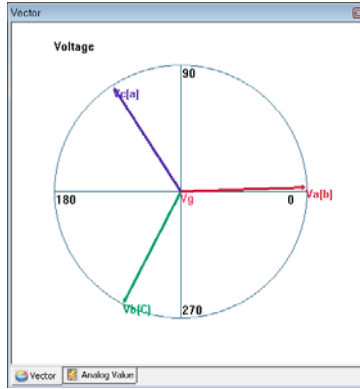 Vector
Voltage
90
Vc[a]
180
Vg
0
Va[b]
Vb[C]
270
Vector
Analog Value